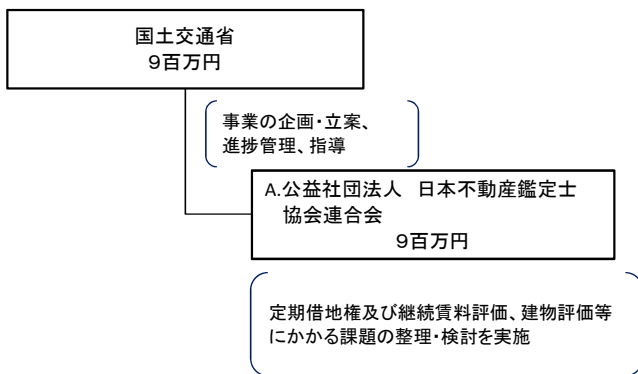 国土交通省
9百万円
事業の企画・立案、
進捗管理、指導
A.公益社団法人　日本不動産鑑定士
協会連合会
9百万円
定期借地権及び継続賃料評価、建物評価等
にかかる課題の整理・検討を実施